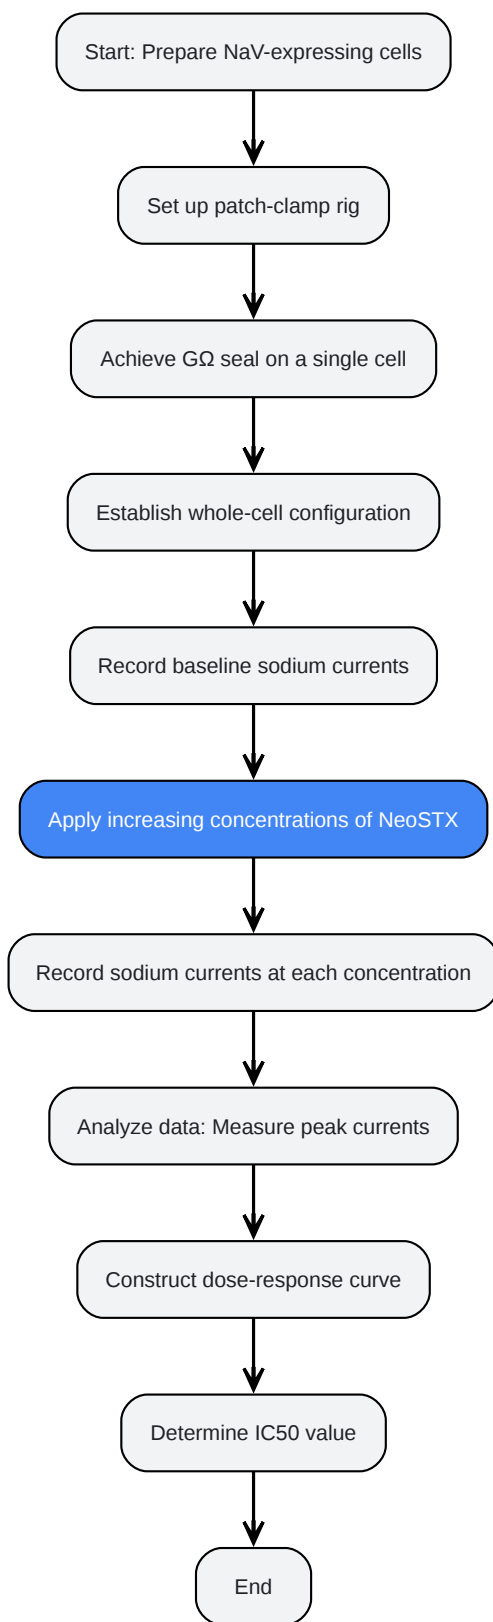 Start: Prepare NaV-expressing cells
Set up patch-clamp rig
Achieve GΩ seal on a single cell
Establish whole-cell configuration
Record baseline sodium currents
Apply increasing concentrations of NeoSTX
Record sodium currents at each concentration
Analyze data: Measure peak currents
Construct dose-response curve
Determine IC50 value
End